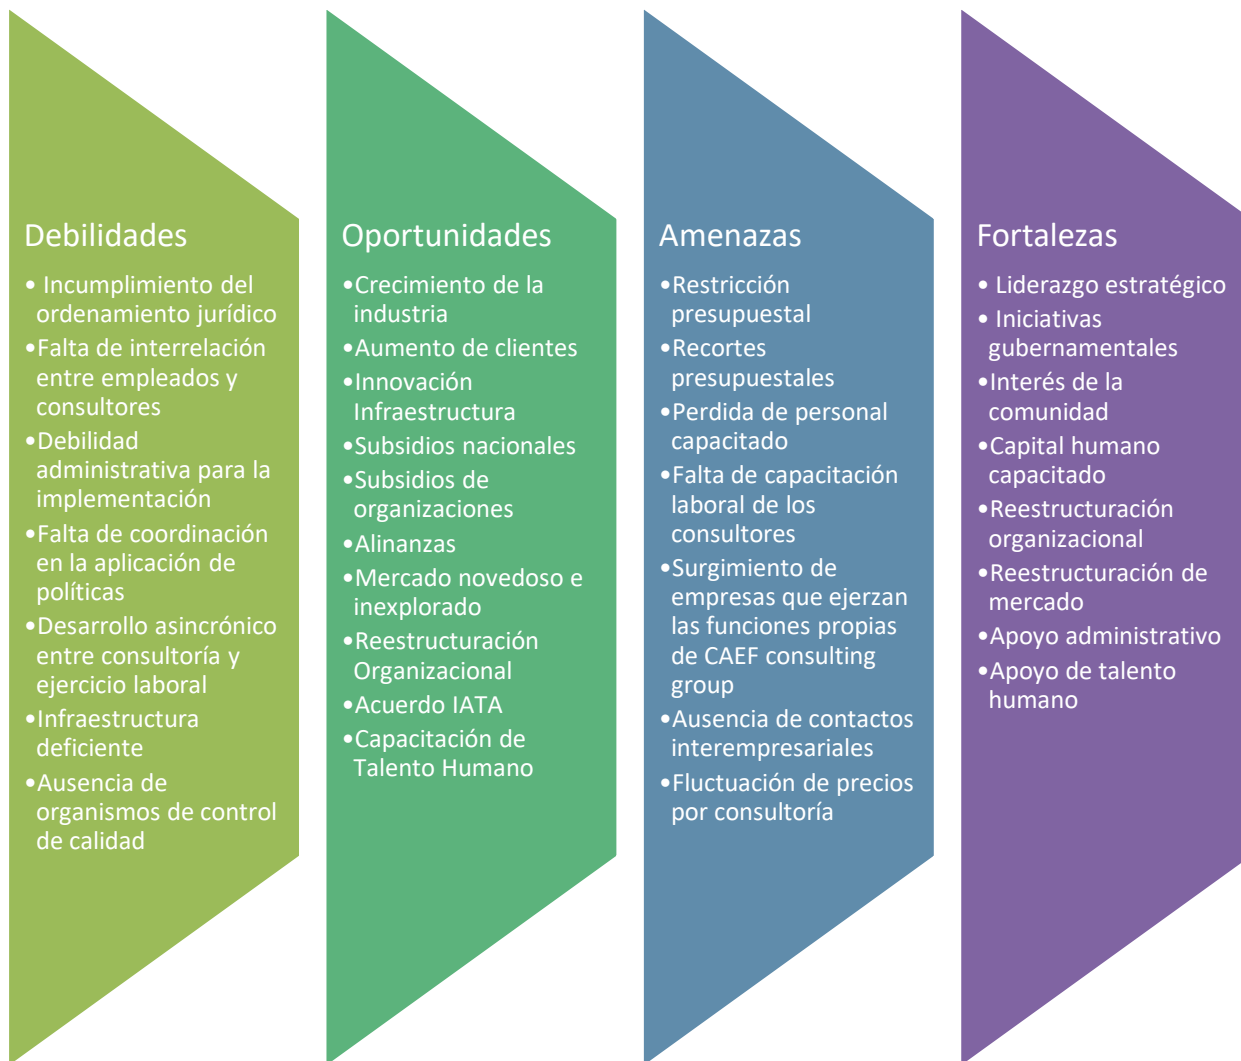 Debilidades
• Incumplimiento del
ordenamiento jurídico
•Falta de interrelación
entre empleados y
consultores
•Debilidad
administrativa para la
implementación
•Falta de coordinación
en la aplicación de
políticas
•Desarrollo asincrónico
entre consultoría y
ejercicio laboral
•Infraestructura
deficiente
•Ausencia de
organismos de control
de calidad
Oportunidades
•Crecimiento de la
industria
•Aumento de clientes
•Innovación
Infraestructura
•Subsidios nacionales
•Subsidios de
organizaciones
•Alinanzas
•Mercado novedoso e
inexplorado
•Reestructuración
Organizacional
•Acuerdo IATA
•Capacitación de
Talento Humano
Amenazas
•Restricción
presupuestal
•Recortes
presupuestales
•Perdida de personal
capacitado
•Falta de capacitación
laboral de los
consultores
•Surgimiento de
empresas que ejerzan
las funciones propias
de CAEF consulting
group
•Ausencia de contactos
interempresariales
•Fluctuación de precios
por consultoría
Fortalezas
• Liderazgo estratégico
• Iniciativas
gubernamentales
•Interés de la
comunidad
•Capital humano
capacitado
•Reestructuración
organizacional
•Reestructuración de
mercado
•Apoyo administrativo
•Apoyo de talento
humano